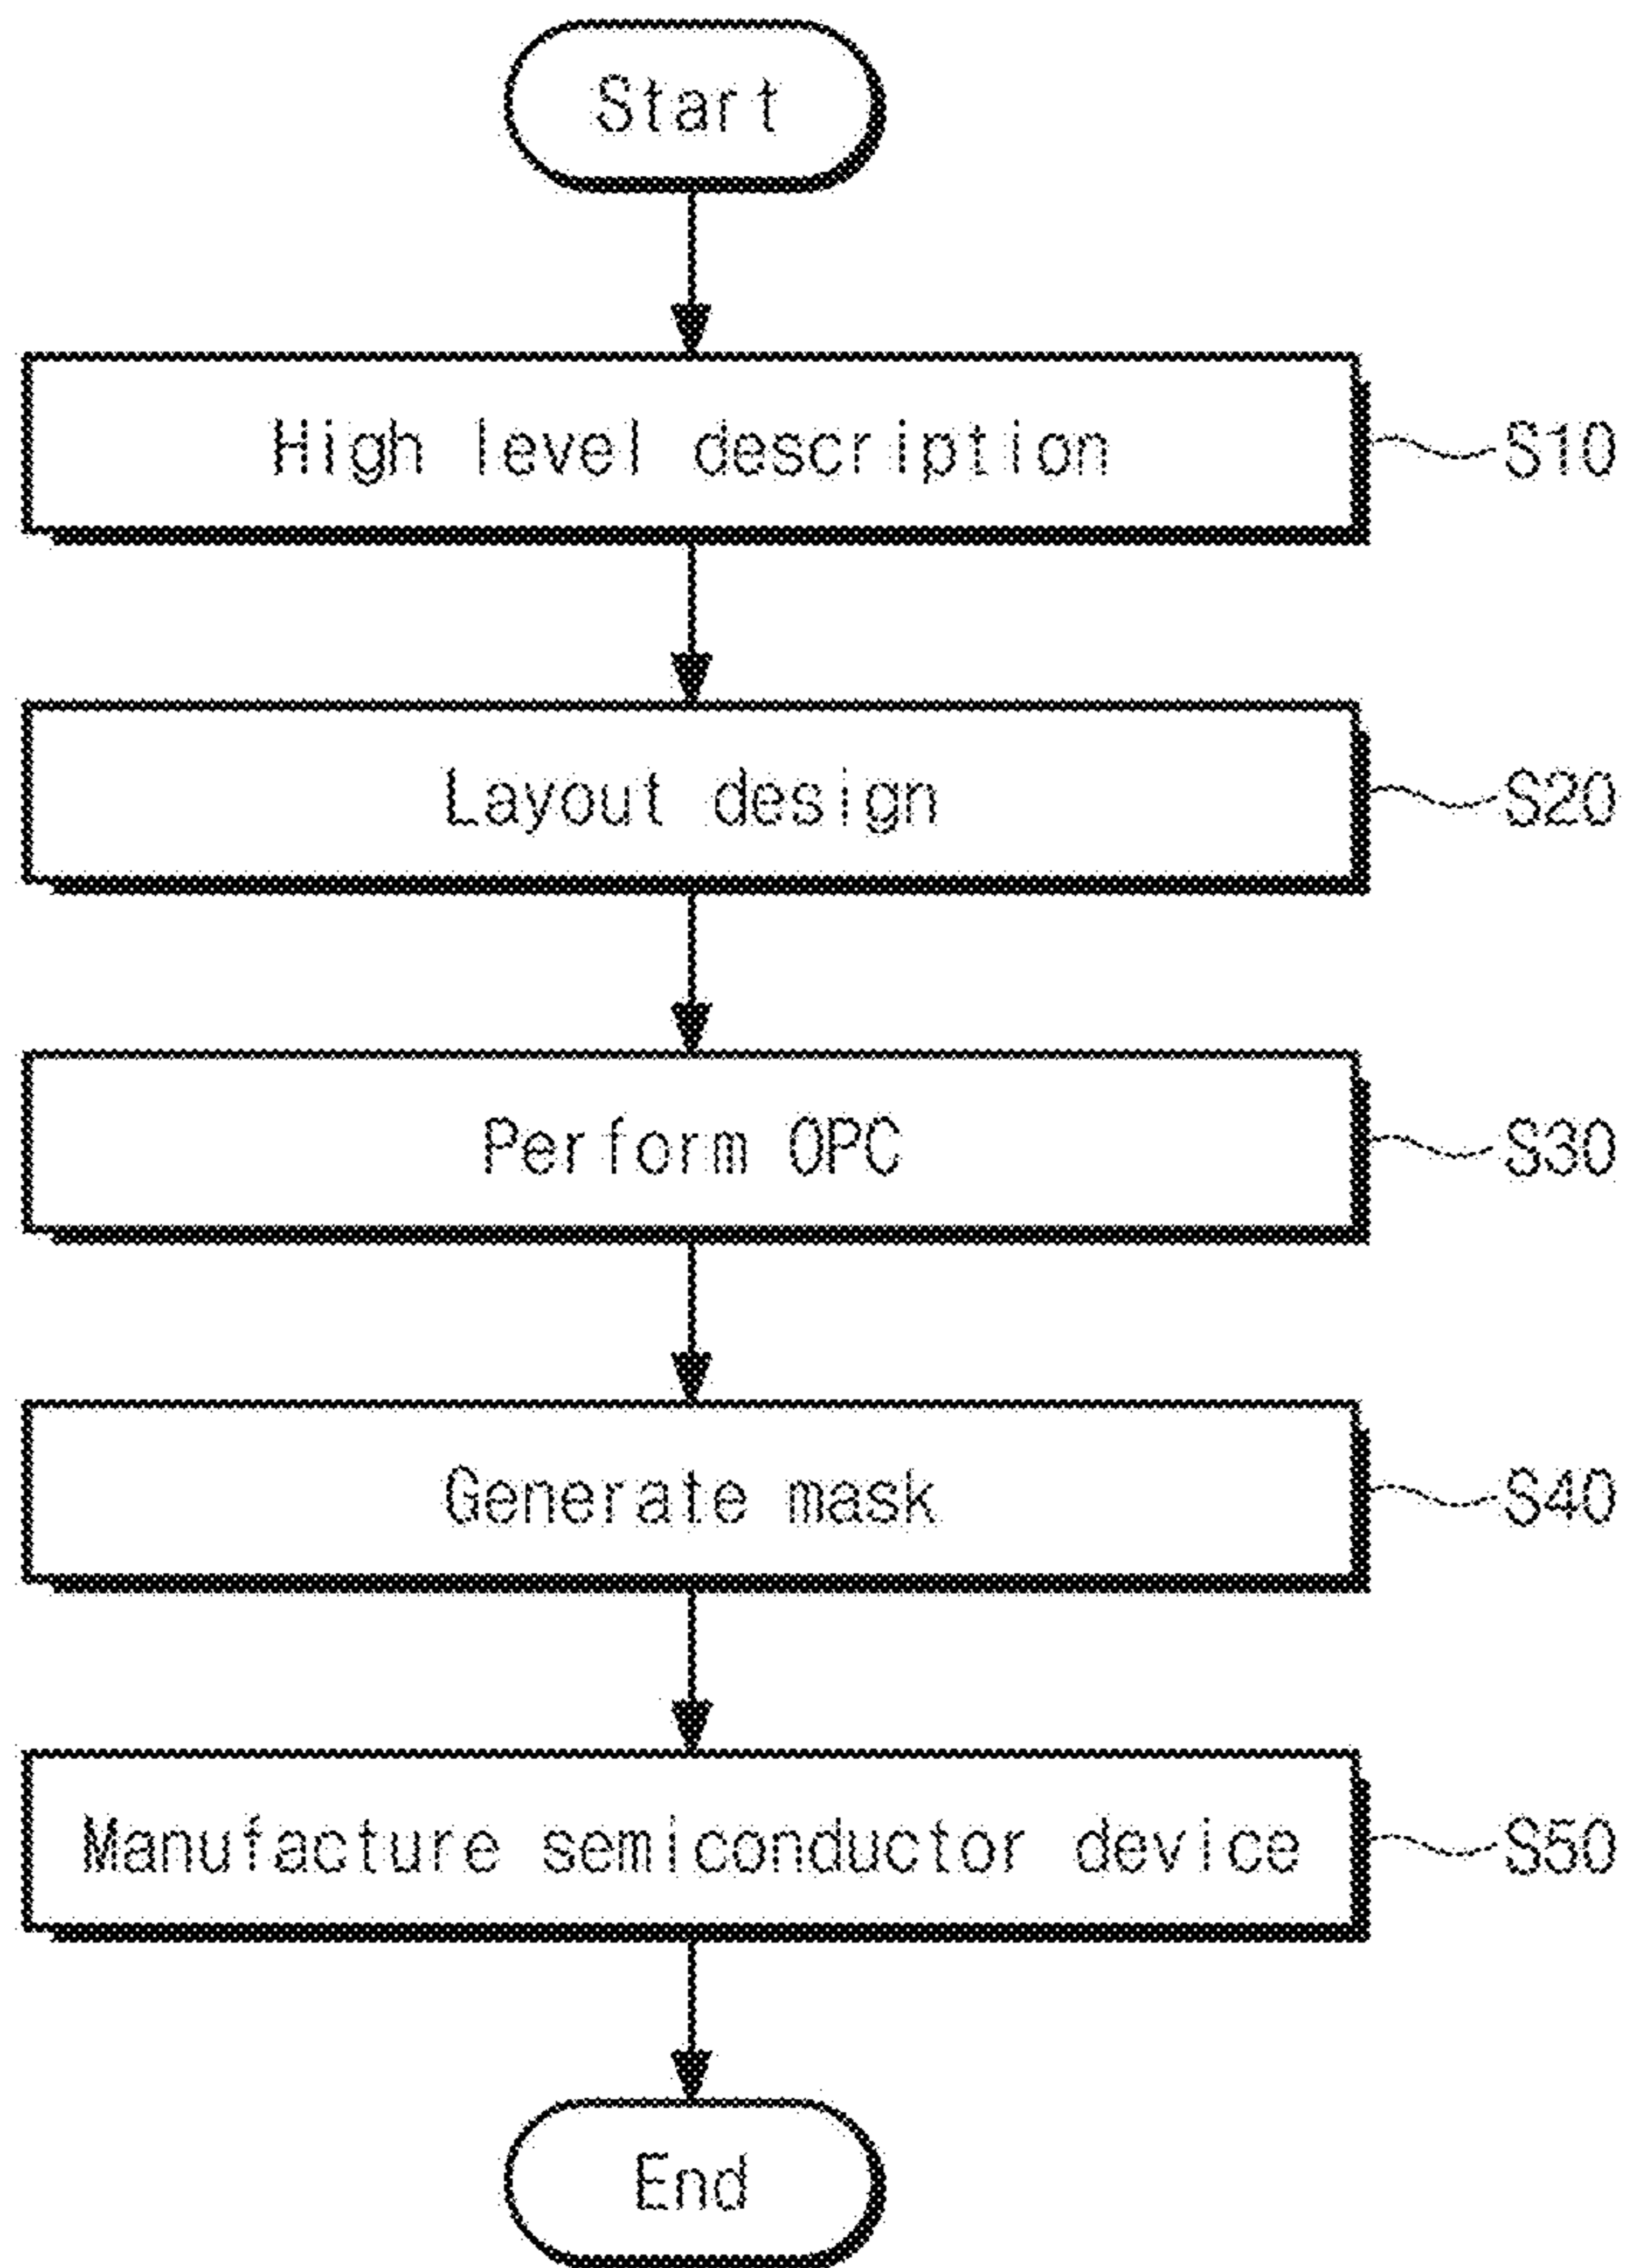 Start
High level description
S10
Layout design
S20
Perform OPC
S30
Generate mask
S40
Manufacture semiconductor device
S50
End